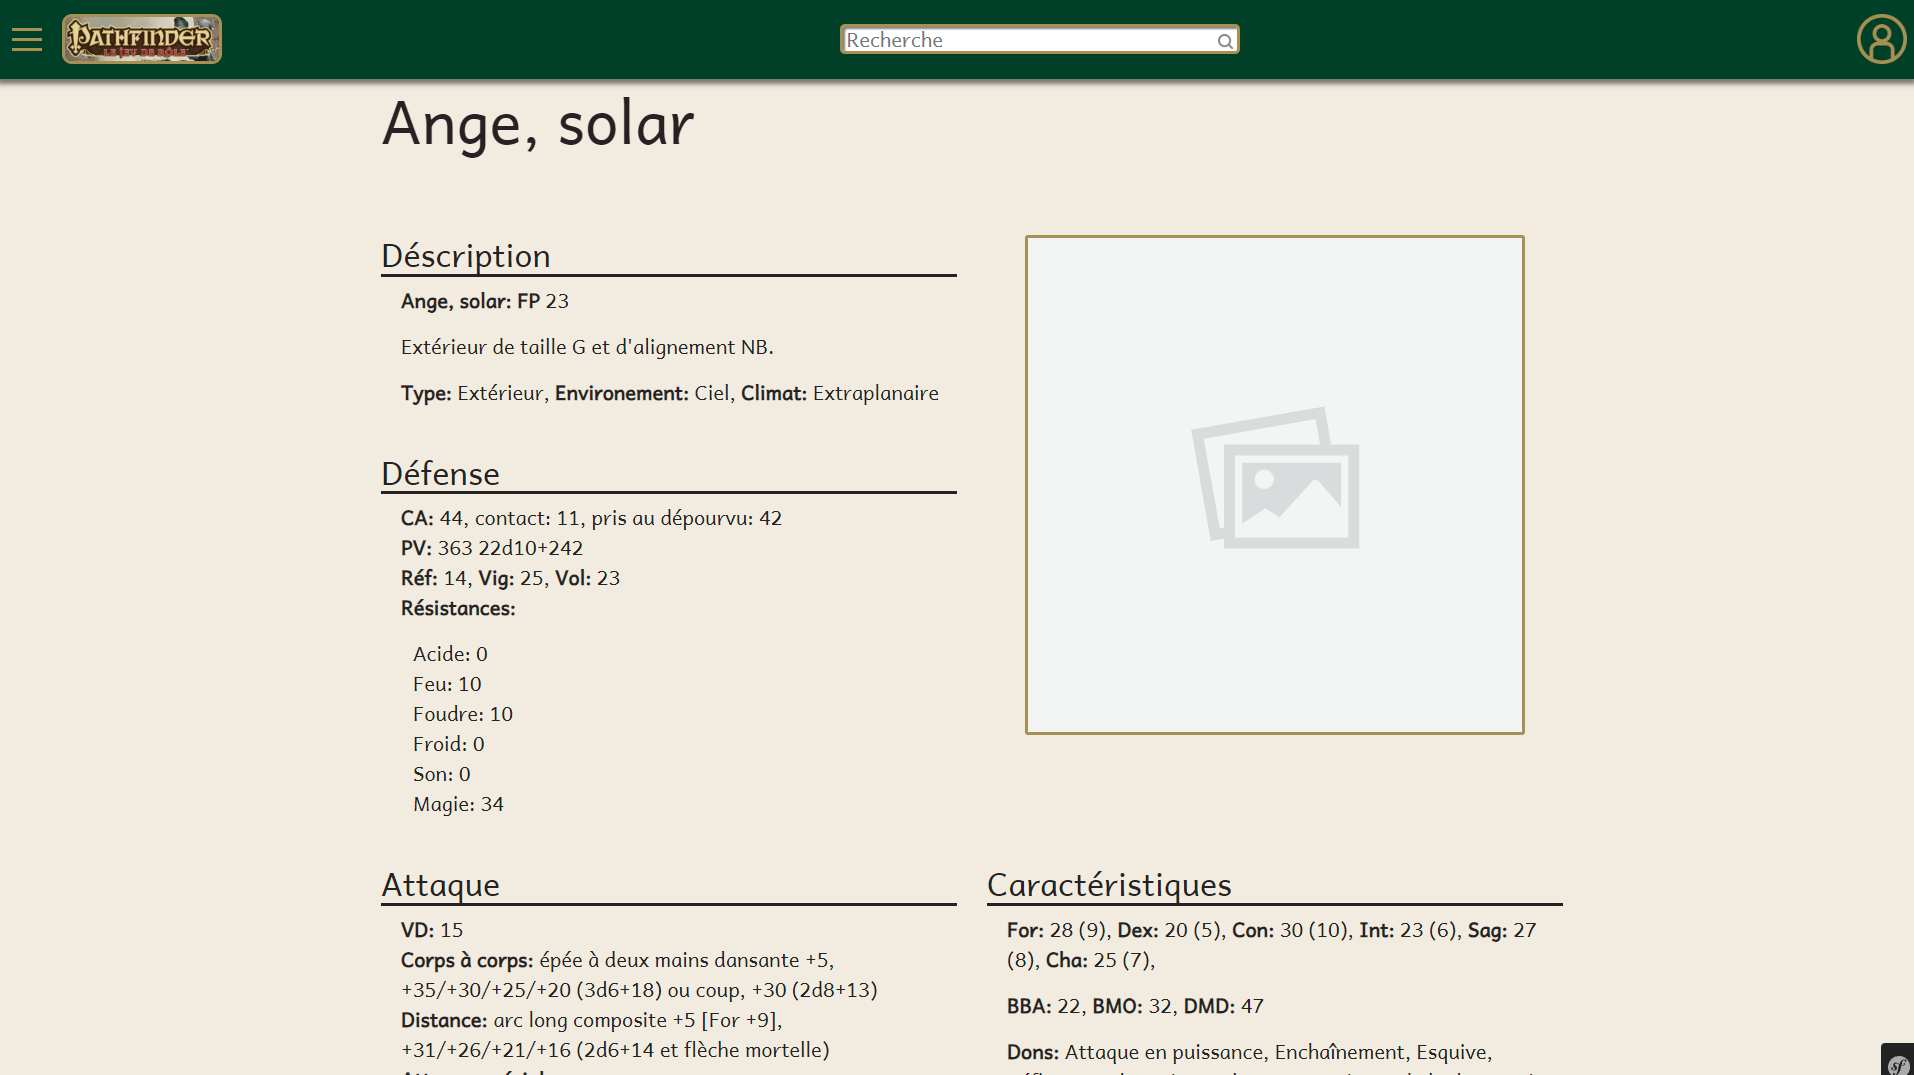 PATHFINDER
LE JEU DE RÔLE
Recherche
Ange, solar
Déscription
Ange, solar: FP 23
Extérieur de taille G et d'alignement NB.
Type: Extérieur, Environement: Ciel, Climat: Extraplanaire
Défense
CA: 44, contact: 11, pris au dépourvu: 42
PV: 363 22d10+242
Réf: 14, Vig: 25, Vol: 23
Résistances:
Acide: 0
Feu: 10
Foudre: 10
Froid: 0
Son: 0
Magie: 34
Attaque
VD: 15
Corps à corps: épée à deux mains dansante +5,
+35/+30/+25/+20 (3d6+18) ou coup, +30 (2d8+13)
Distance: arc long composite +5 [For +9],
+31/+26/+21/+16 (2d6+14 et flèche mortelle)
Caractéristiques
For: 28 (9), Dex: 20 (5), Con: 30 (10), Int: 23 (6), Sag: 27
(8), Cha: 25 (7),
BBA: 22, BMO: 32, DMD: 47
Dons: Attaque en puissance, Enchaînement, Esquive,
sf